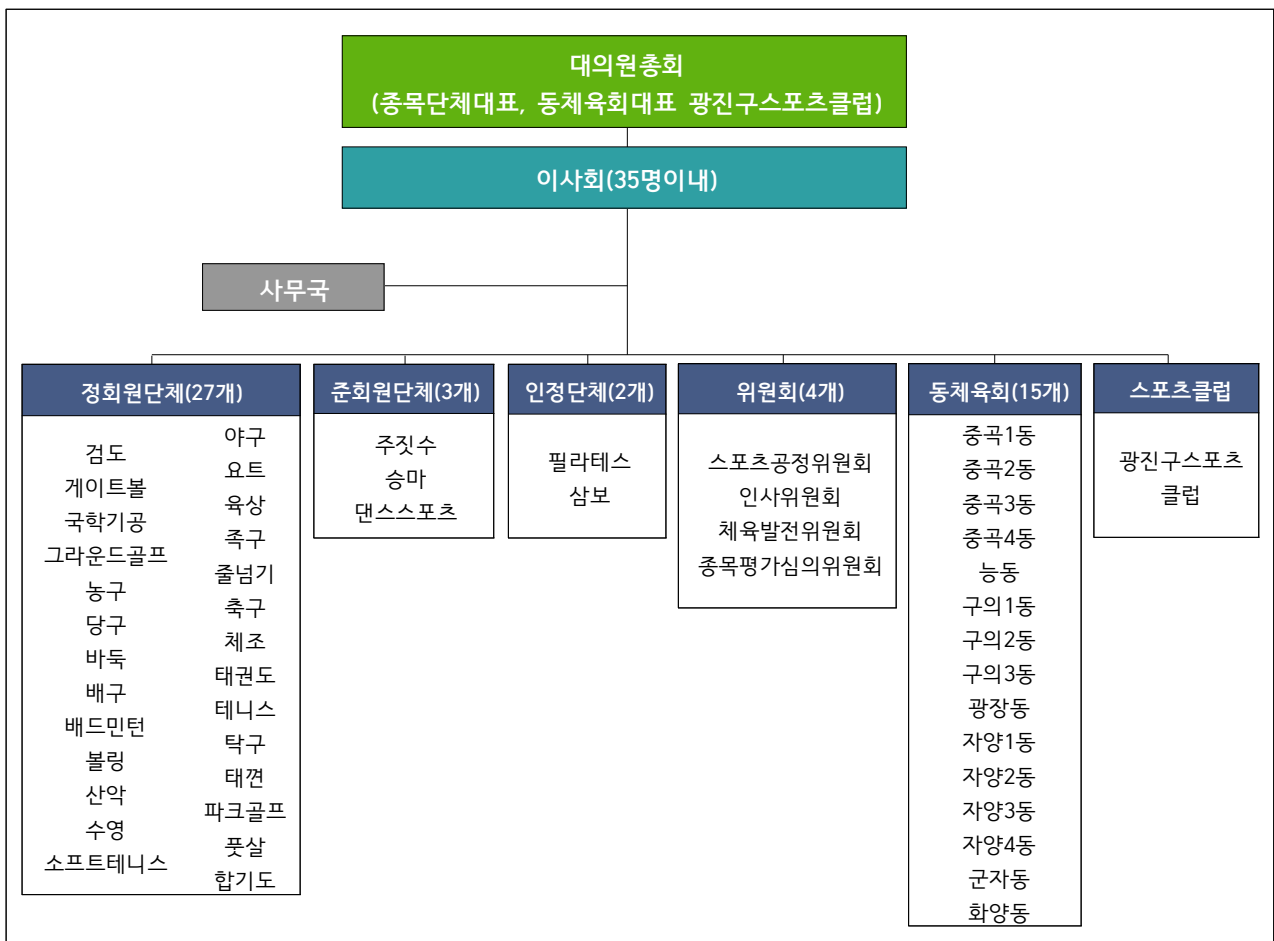 대의원총회
(종목단체대표, 동체육회대표 광진구스포츠클럽)
이사회(35명이내)
사무국
정회원단체(27개)
검도
게이트볼
국학기공
그라운드골프
농구
당구
바둑
배구
배드민턴
볼링
산악
수영
소프트테니스
야구
요트
육상
족구
줄넘기
축구
체조
태권도
테니스
탁구
태껸
파크골프
풋살
합기도
준회원단체(3개)
주짓수
승마
댄스스포츠
인정단체(2개)
필라테스
삼보
위원회(4개)
스포츠공정위원회
인사위원회
체육발전위원회
종목평가심의위원회
동체육회(15개)
중곡1동
중곡2동
중곡3동
중곡4동
능동
구의1동
구의2동
구의3동
광장동
자양1동
자양2동
자양3동
자양4동
군자동
화양동
스포츠클럽
광진구스포츠
클럽